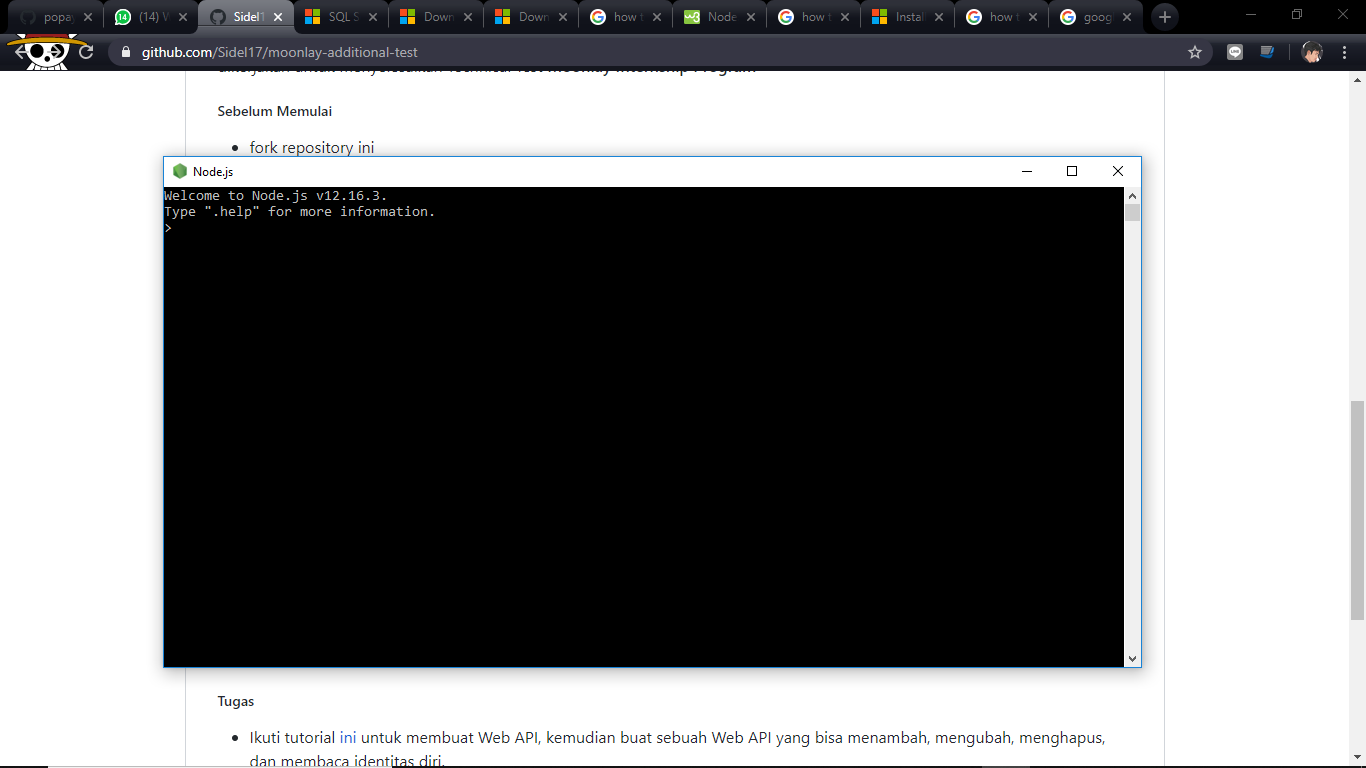 popay
(14) W
Sidel1
SQL S
Down
Down
how t
Node
how t
Install
how t
goog
github.com/Sidel17/moonlay-additional-test
Sebelum Memulai
fork repository ini
Node.js
Welcome to Node.js v12.16.3.
Type ".help" for more information.
>
Tugas
Ikuti tutorial ini untuk membuat Web API, kemudian buat sebuah Web API yang bisa menambah, mengubah, menghapus,
dan membaca identitas diri.